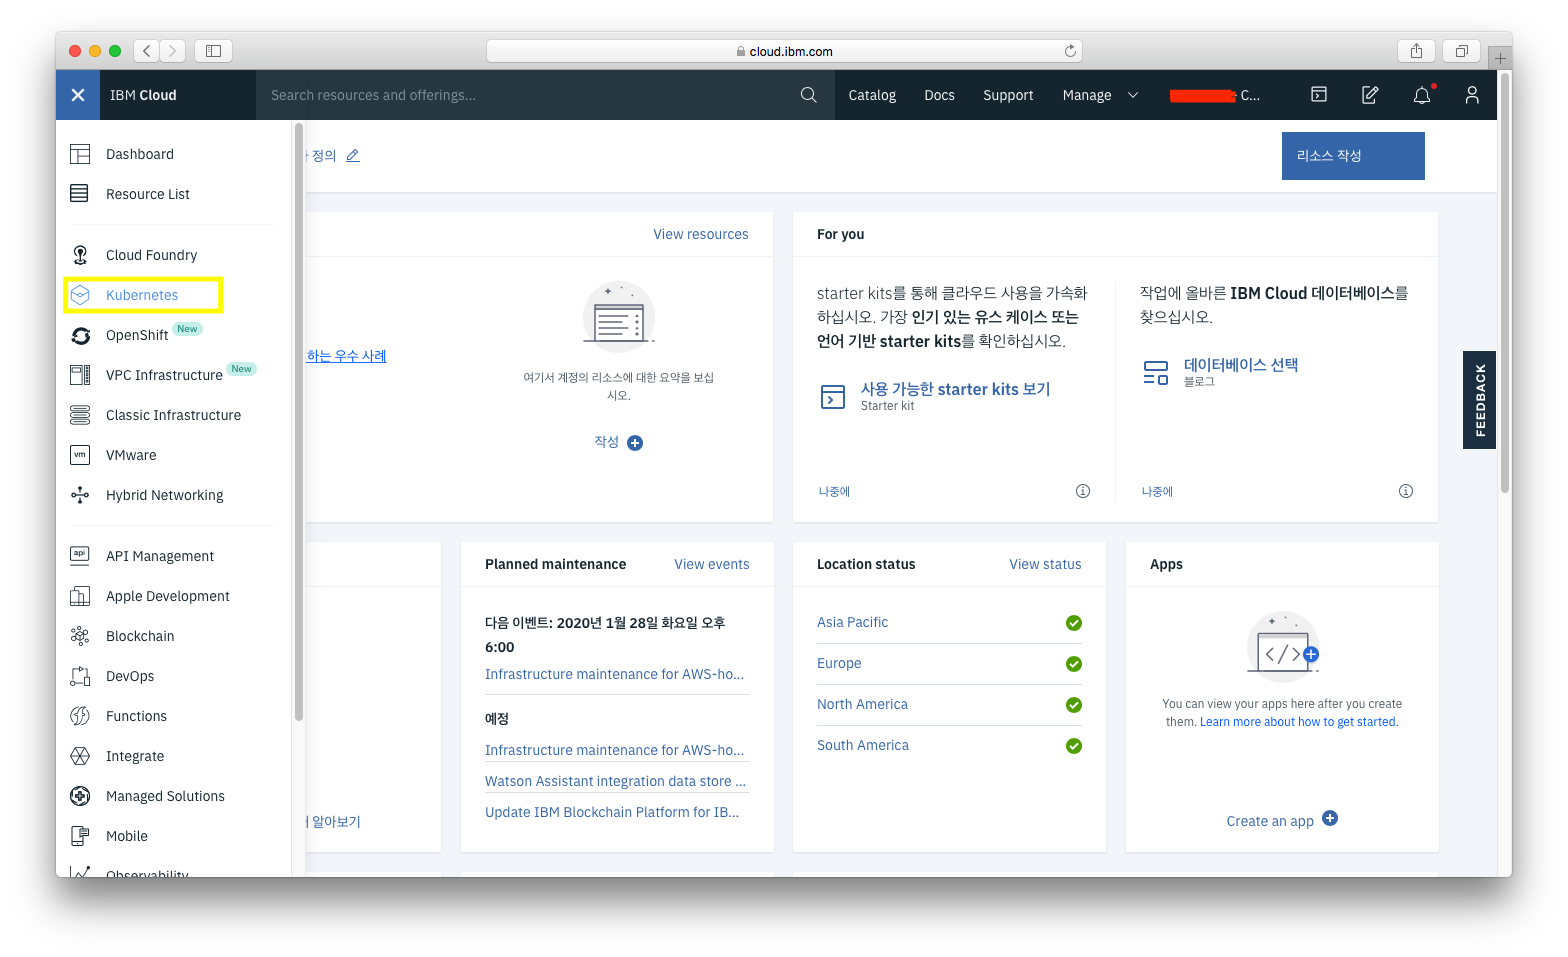 cloud.ibm.com
IBM Cloud
Search resources and offerings...
Catalog
Docs
Support
Manage
C...
Dashboard
Resource List
Cloud Foundry
Kubernetes
OpenShift New
VPC Infrastructure New
Classic Infrastructure
vm
VMware
Hybrid Networking
api
API Management
Apple Development
Blockchain
DevOps
Functions
Integrate
Managed Solutions
Mobile
Observability
정의
리소스 작성
View resources
하는 우수 사례
여기서 계정의 리소스에 대한 요약을 보십
시오.
작성
For you
starter kits를 통해 클라우드 사용을 가속화
하십시오. 가장 인기 있는 유스 케이스 또는
언어 기반 starter kits를 확인하십시오.
사용 가능한 starter kits 보기
Starter kit
나중에
작업에 올바른 IBM Cloud 데이터베이스를
찾으십시오.
데이터베이스 선택
블로그
나중에
FEEDBACK
알아보기
Planned maintenance
View events
다음 이벤트: 2020년 1월 28일 화요일 오후
6:00
Infrastructure maintenance for AWS-ho...
예정
Infrastructure maintenance for AWS-ho...
Watson Assistant integration data store ...
Update IBM Blockchain Platform for IB...
Location status
View status
Asia Pacific
Europe
North America
South America
Apps
You can view your apps here after you create
them. Learn more about how to get started.
Create an app